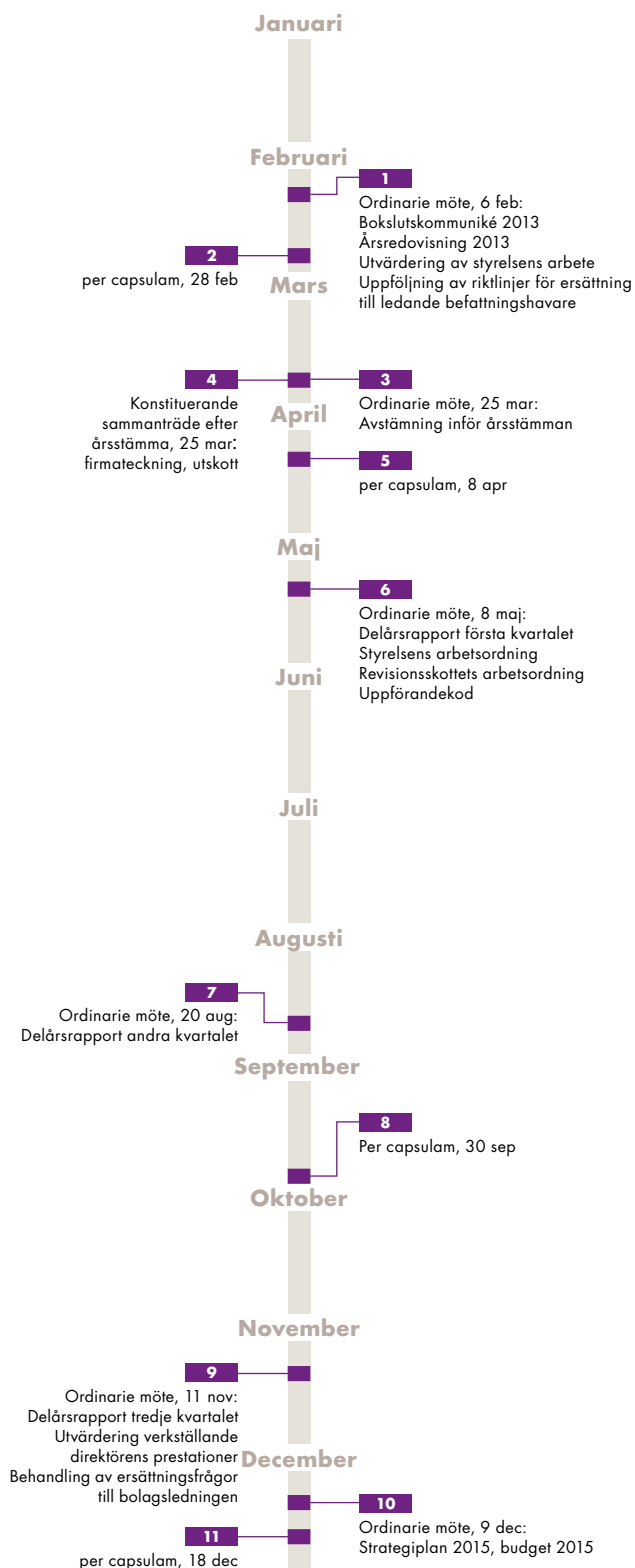 Januari
Februari
1
Ordinarie möte, 6 feb:
Bokslutskommuniké 2013
Årsredovisning 2013
Utvärdering av styrelsens arbete
Uppföljning av riktlinjer för ersättning
till ledande befattningshavare
2
per capsulam, 28 feb
Mars
4
Konstituerande
sammanträde efter
årsstämma, 25 mar:
firmateckning, utskott
3
Ordinarie möte, 25 mar:
Avstämning inför årsstämman
April
5
per capsulam, 8 apr
Maj
6
Ordinarie möte, 8 maj:
Delårsrapport första kvartalet
Styrelsens arbetsordning
Revisionsskottets arbetsordning
Uppförandekod
Juni
Juli
Augusti
7
Ordinarie möte, 20 aug:
Delårsrapport andra kvartalet
September
8
Per capsulam, 30 sep
Oktober
November
9
Ordinarie möte, 11 nov:
Delårsrapport tredje kvartalet
Utvärdering verkställande
direktörens prestationer
Behandling av ersättningsfrågor
till bolagsledningen
December
10
Ordinarie möte, 9 dec:
Strategiplan 2015, budget 2015
11
per capsulam, 18 dec